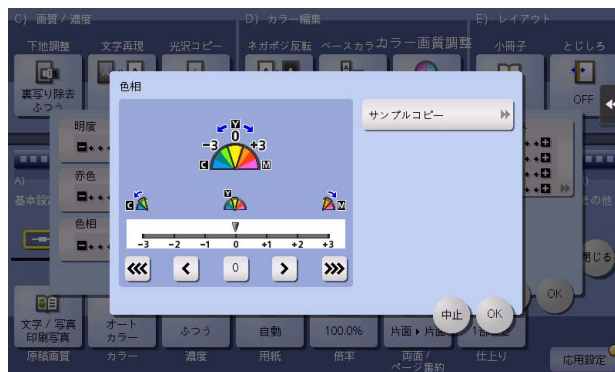 C) 画質 / 濃度
D) カラー編集
E) レイアウト
下地調整
文字再現
光沢コピー
ネガポジ反転
ベースカラー
カラー画質調整
小冊子
とじしろ
裏写り除去
ふつう
OFF
色相
サンプルコピー
明度
赤色
色相
Y
0
-3
+3
C
M
C
Y
M
-3 -2 -1 0 +1 +2 +3
0
A)
基本設
その他
閉じる
OK
中止
OK
文字 / 写真
印刷写真
オート
カラー
ふつう
自動
100.0%
片面 ▸ 片面
原稿画質
カラー
濃度
用紙
倍率
両面 /
ページ集約
仕上り
応用設定